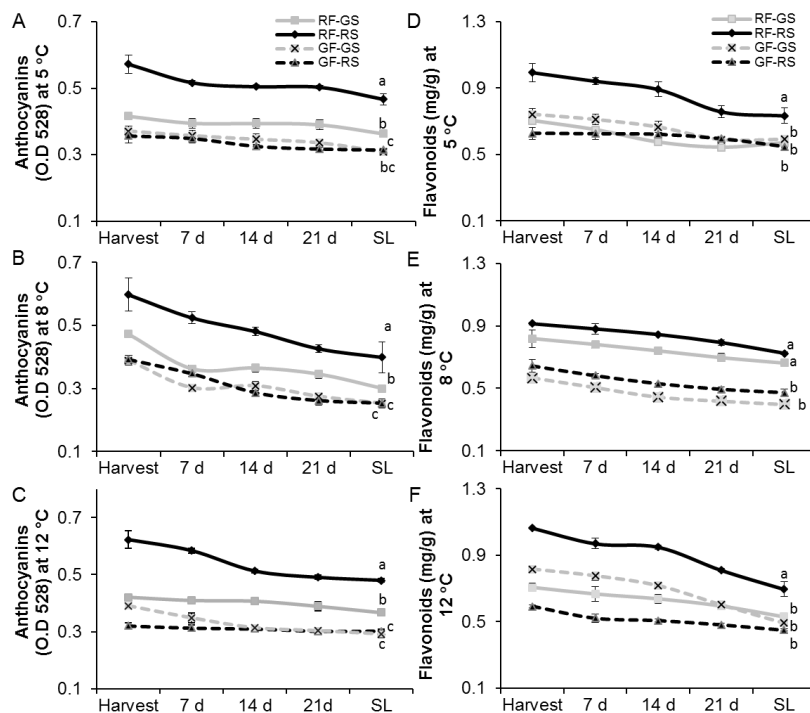 A
Anthocyanins
(O.D 528) at 5 °C
0.7
0.5
0.3
0.1
RF-GS
RF-RS
GF-GS
GF-RS
a
b
c
bc
Harvest 7 d 14 d 21 d SL
D
Flavonoids (mg/g) at
5 °C
1.3
0.9
0.5
0.1
RF-GS
RF-RS
GF-GS
GF-RS
a
b
b
b
Harvest 7 d 14 d 21 d SL
B
Anthocyanins
(O.D 528) at 8 °C
0.7
0.5
0.3
0.1
a
b
c
c
Harvest 7 d 14 d 21 d SL
E
Flavonoids (mg/g) at
8 °C
1.3
0.9
0.5
0.1
a
a
b
b
Harvest 7 d 14 d 21 d SL
C
Anthocyanins
(O.D 528) at 12 °C
0.7
0.5
0.3
0.1
a
b
c
c
Harvest 7 d 14 d 21 d SL
F
Flavonoids (mg/g) at
12 °C
1.3
0.9
0.5
0.1
a
b
b
b
Harvest 7 d 14 d 21 d SL